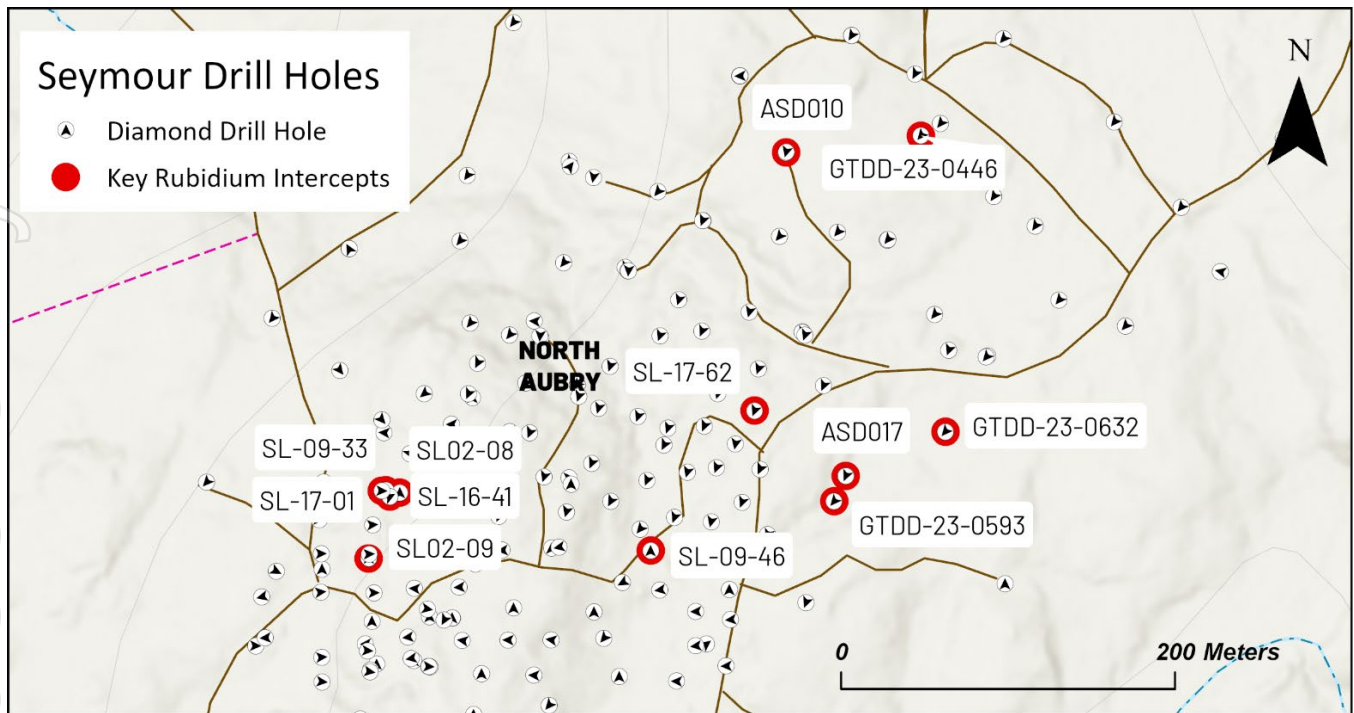 Seymour Drill Holes
Diamond Drill Hole
Key Rubidium Intercepts
N
ASD010
GTDD-23-0446
NORTH
AUBRY
SL-17-62
ASD017
GTDD-23-0632
SL-09-33
SL02-08
SL-17-01
SL-16-41
GTDD-23-0593
SL02-09
SL-09-46
0
200 Meters